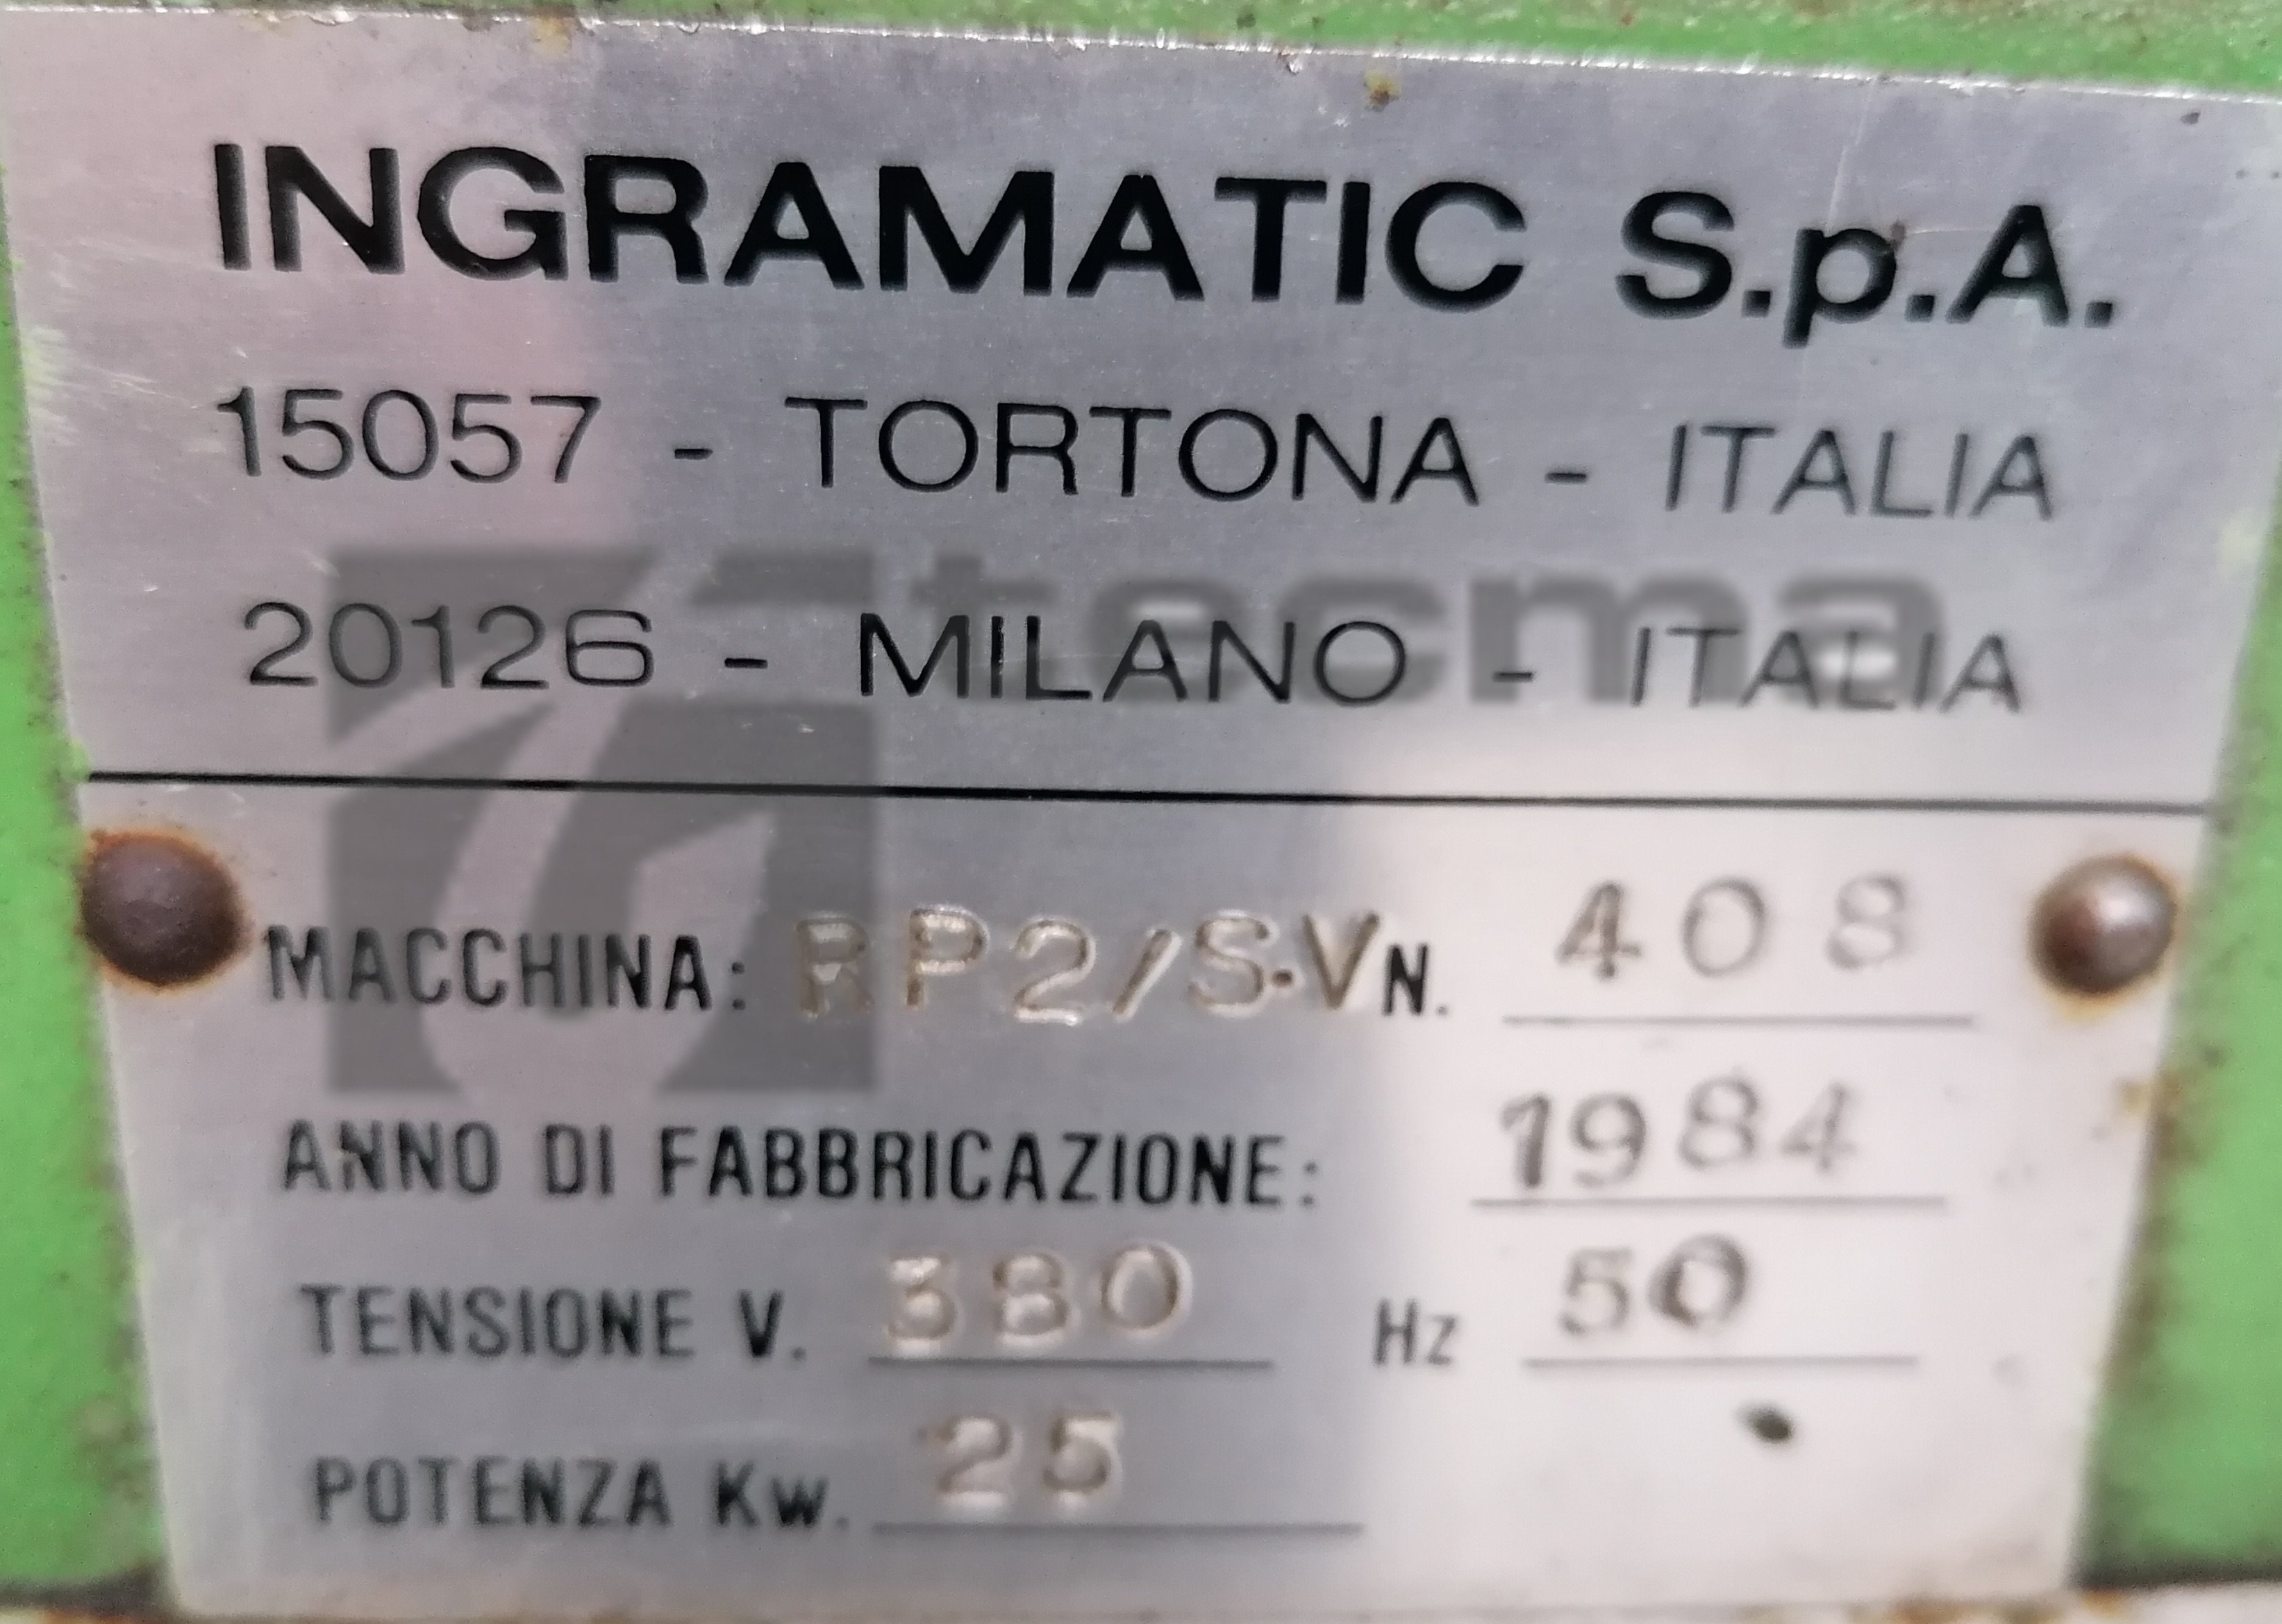 INGRAMATIC S.p.A.
15057 - TORTONA - ITALIA
tecma
20126 - MILANO - ITALIA
MACCHINA: RP2/S·V N. 408
ANNO DI FABBRICAZIONE: 1984
TENSIONE V. 380 Hz 50
POTENZA Kw. 25